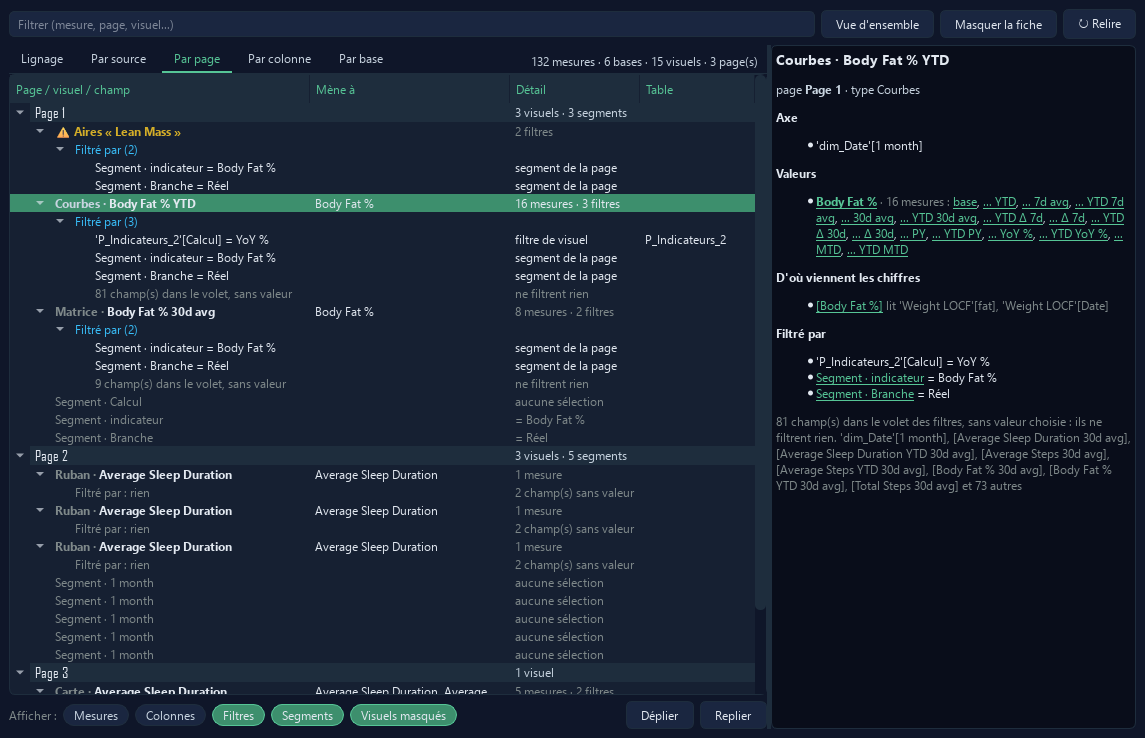 Filtrer (mesure, page, visuel...)
Vue d'ensemble
Masquer la fiche
Relire
Lignage
Par source
Par page
Par colonne
Par base
132 mesures · 6 bases · 15 visuels · 3 page(s)
Page / visuel / champ
Mène à
Détail
Table
Page 1
3 visuels · 3 segments
Aires « Lean Mass »
2 filtres
Filtré par (2)
Segment · indicateur = Body Fat %
segment de la page
Segment · Branche = Réel
segment de la page
Courbes · Body Fat % YTD
Body Fat %
16 mesures · 3 filtres
Filtré par (3)
'P_Indicateurs_2'[Calcul] = YoY %
filtre de visuel
P_Indicateurs_2
Segment · indicateur = Body Fat %
segment de la page
Segment · Branche = Réel
segment de la page
81 champ(s) dans le volet, sans valeur
ne filtrent rien
Matrice · Body Fat % 30d avg
Body Fat %
8 mesures · 2 filtres
Filtré par (2)
Segment · indicateur = Body Fat %
segment de la page
Segment · Branche = Réel
segment de la page
9 champ(s) dans le volet, sans valeur
ne filtrent rien
Segment · Calcul
aucune sélection
Segment · indicateur
= Body Fat %
Segment · Branche
= Réel
Page 2
3 visuels · 5 segments
Ruban · Average Sleep Duration
Average Sleep Duration
1 mesure
Filtré par : rien
2 champ(s) sans valeur
Ruban · Average Sleep Duration
Average Sleep Duration
1 mesure
Filtré par : rien
2 champ(s) sans valeur
Ruban · Average Sleep Duration
Average Sleep Duration
1 mesure
Filtré par : rien
2 champ(s) sans valeur
Segment · 1 month
aucune sélection
Segment · 1 month
aucune sélection
Segment · 1 month
aucune sélection
Segment · 1 month
aucune sélection
Segment · 1 month
aucune sélection
Page 3
1 visuel
Carte · Average Sleep Duration
Average Sleep Duration, Average
5 mesures · 2 filtres
Afficher :
Mesures
Colonnes
Filtres
Segments
Visuels masqués
Déplier
Replier
Courbes · Body Fat % YTD
page Page 1 · type Courbes
Axe
• 'dim_Date'[1 month]
Valeurs
• Body Fat % · 16 mesures : base, ... YTD, ... 7d avg, ... YTD 7d
avg, ... 30d avg, ... YTD 30d avg, ... YTD Δ 7d, ... Δ 7d, ... YTD
Δ 30d, ... Δ 30d, ... PY, ... YTD PY, ... YoY %, ... YTD YoY %, ...
MTD, ... YTD MTD
D'où viennent les chiffres
• [Body Fat %] lit 'Weight LOCF'[fat], 'Weight LOCF'[Date]
Filtré par
• 'P_Indicateurs_2'[Calcul] = YoY %
• Segment · indicateur = Body Fat %
• Segment · Branche = Réel
81 champ(s) dans le volet des filtres, sans valeur choisie : ils ne
filtrent rien. 'dim_Date'[1 month], [Average Sleep Duration 30d avg],
[Average Sleep Duration YTD 30d avg], [Average Steps 30d avg],
[Average Steps YTD 30d avg], [Body Fat % 30d avg], [Body Fat %
YTD 30d avg], [Total Steps 30d avg] et 73 autres